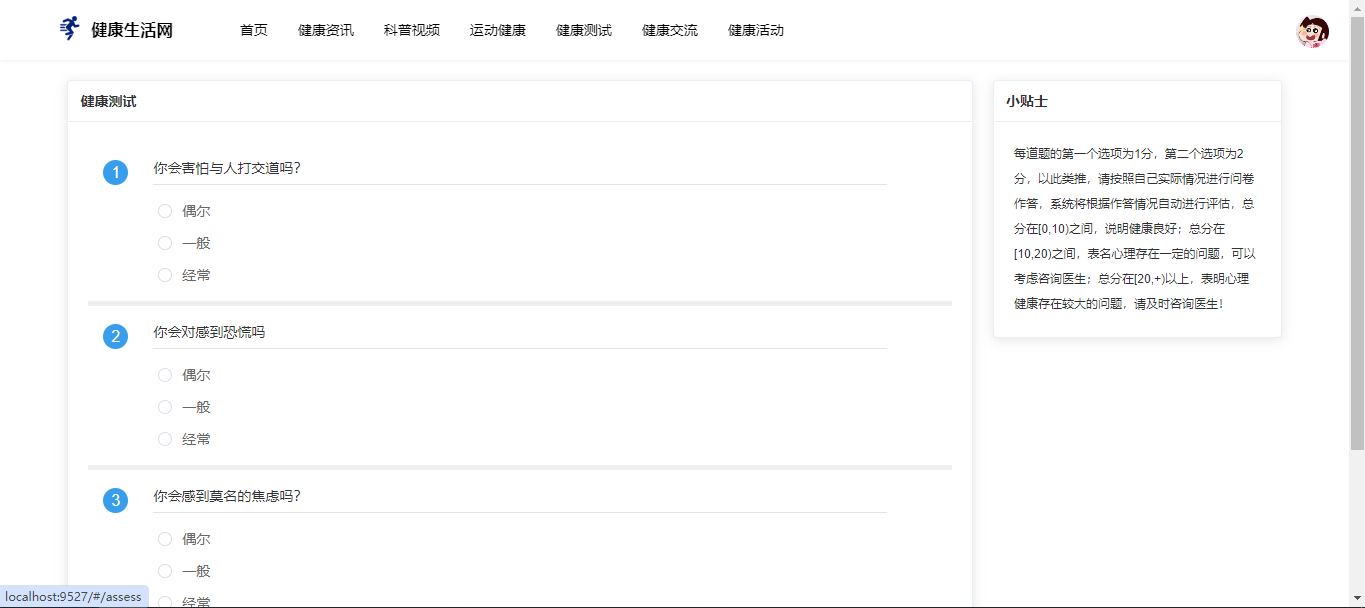 健康生活网
首页 健康资讯 科普视频 运动健康 健康测试 健康交流 健康活动
健康测试
1 你会害怕与人打交道吗?
偶尔
一般
经常
2 你会对感到恐慌吗
偶尔
一般
经常
3 你会感到莫名的焦虑吗?
偶尔
一般
经常
小贴士
每道题的第一个选项为1分，第二个选项为2
分，以此类推，请按照自己实际情况进行问卷
作答，系统将根据作答情况自动进行评估，总
分在[0,10)之间，说明健康良好；总分在
[10,20)之间，表名心理存在一定的问题，可以
考虑咨询医生；总分在[20,+)以上，表明心理
健康存在较大的问题，请及时咨询医生!
localhost:9527/#/assess